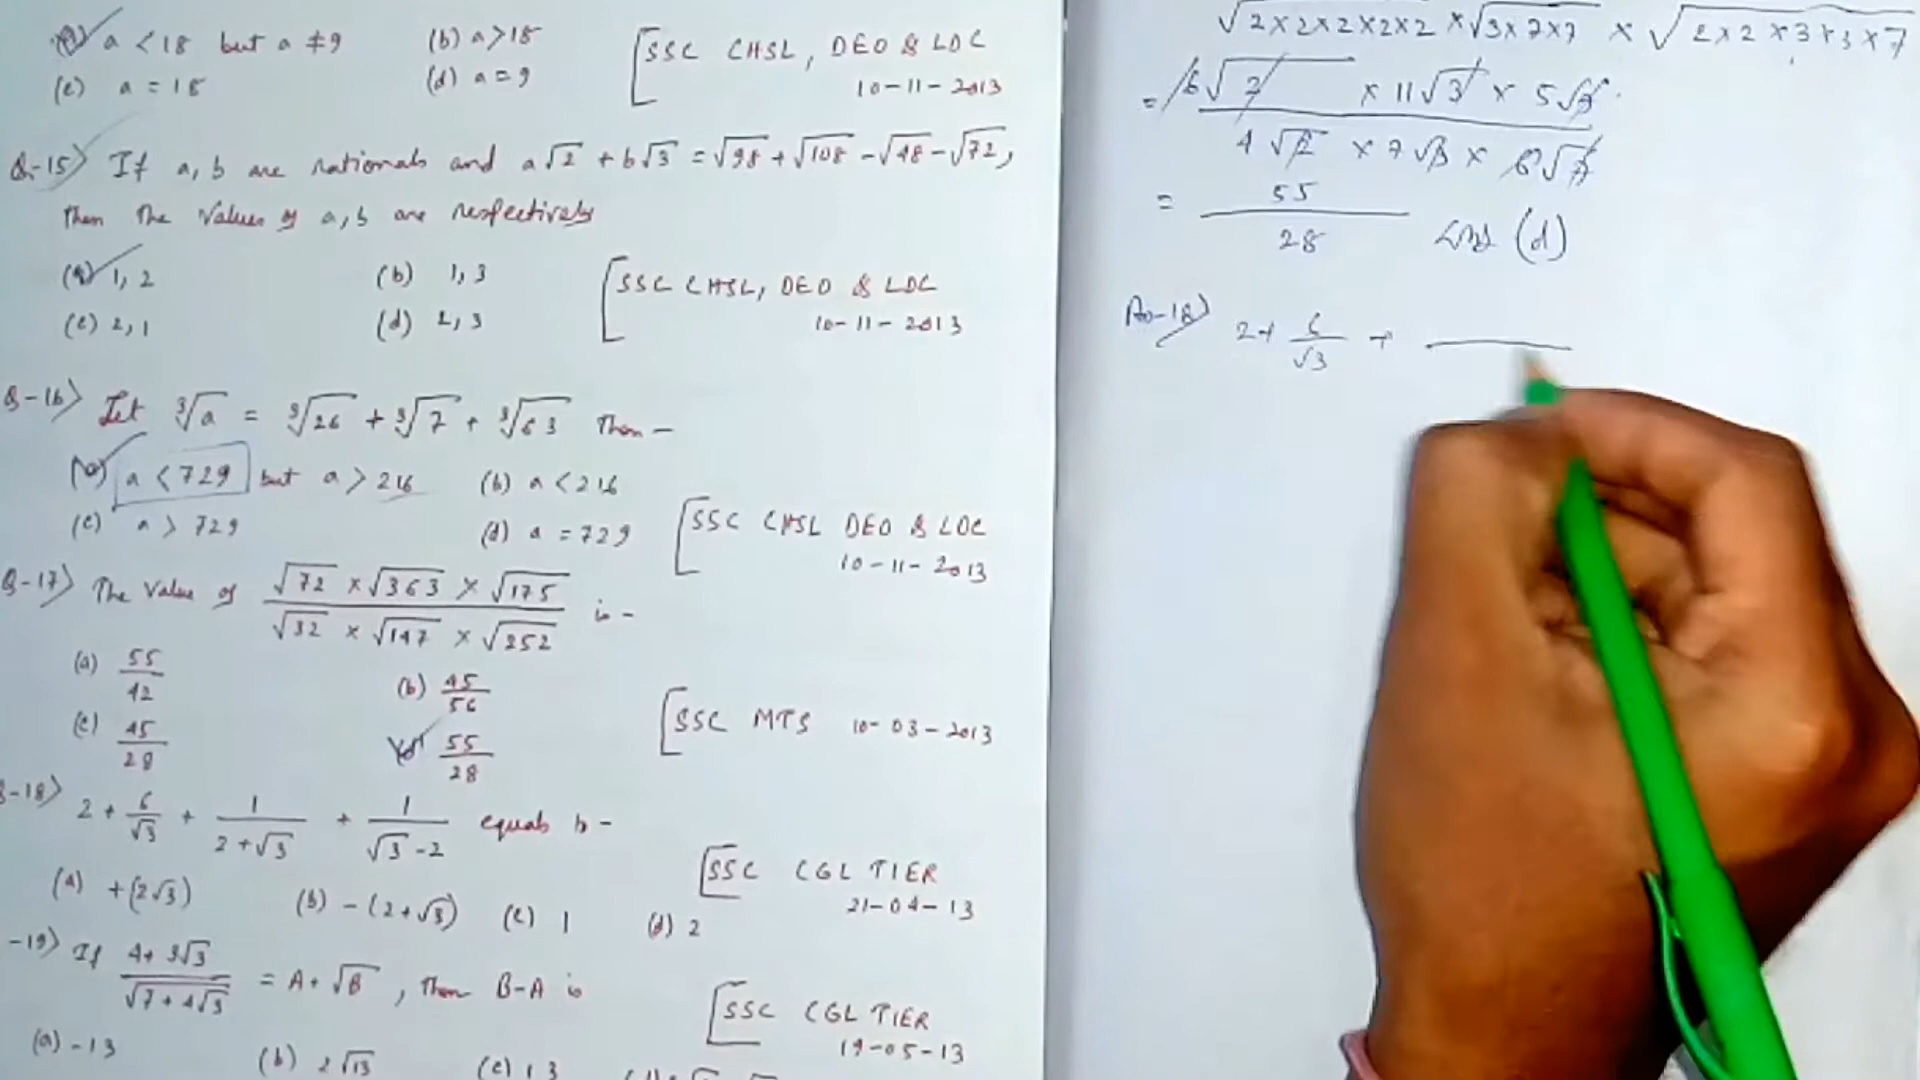 (a) a < 18 but a ≠ 9 (b) a > 18
(c) a = 18 (d) a = 9
[SSC CHSL, DEO & LDC
10-11-2013
Q-15) If a, b are rationals and a√2 + b√3 = √98 + √108 - √48 - √72,
Then the Values of a, b are respectively
(a) 1, 2 (b) 1, 3
(c) 2, 1 (d) 2, 3
[SSC CHSL, DEO & LDC
10-11-2013
Q-16) Let ∛a = ∛26 + ∛7 + ∛63 Then -
(a) a < 729 but a > 216 (b) a < 216
(c) a > 729 (d) a = 729
[SSC CHSL DEO & LDC
10-11-2013
Q-17) The Value of √72 × √363 × √175 / √32 × √147 × √252 is -
(a) 55/42 (b) 45/56
(c) 45/28 (d) 55/28
[SSC MTS 10-03-2013
-18) 2 + 6/√3 + 1/2+√3 + 1/√3-2 equals to -
(a) +(2√3) (b) -(2+√3) (c) 1 (d) 2
[SSC CGL TIER
21-04-13
-19) If 4+3√3 / √7+4√3 = A + √B, Then B-A is
(a) -13 (b) 2√13 (c) 13
[SSC CGL TIER
19-05-13
√2×2×2×2×2 × √3×7×7 × √2×2×3×3×7
= 6√2 × 11√3 × 5√7
4√2 × 7√3 × 6√7
= 55
28 Ans (d)
An-18) 2 + 6/√3 +